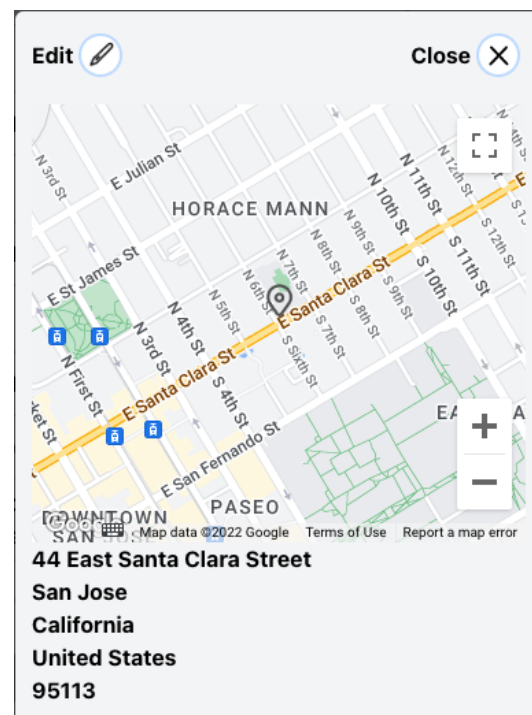 Edit
Close
N 3rd St
E Julian St
HORACE MANN
N 10th St
N 11th St
N 12th St
S 12th St
E St James St
N 9th St
N 8th St
N 7th St
N 6th St
N 5th St
N 4th St
N 3rd St
N First St
E Santa Clara St
S 11th St
S 10th St
S 9th St
S 8th St
S 7th St
S Sixth St
S 4th St
E Santa Clara St
E San Fernando St
PASEO
DOWNTOWN
SAN JOSE
Map data ©2022 Google Terms of Use Report a map error
44 East Santa Clara Street
San Jose
California
United States
95113